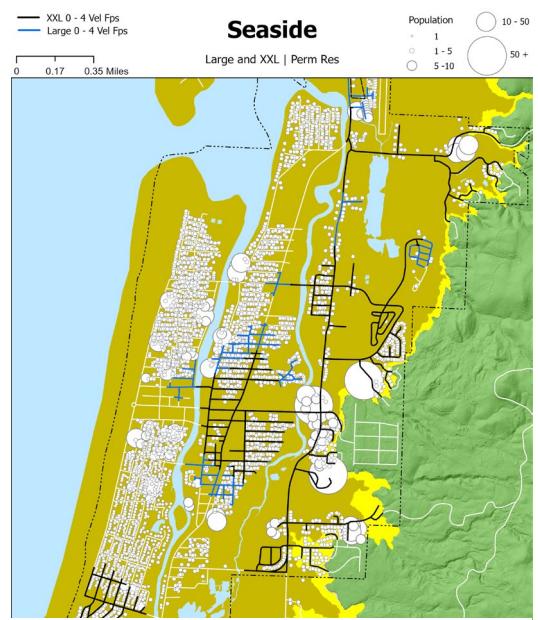 XXL 0 - 4 Vel Fps
Large 0 - 4 Vel Fps
0 0.17 0.35 Miles
Seaside
Large and XXL | Perm Res
Population
1
1 - 5
5 -10
10 - 50
50 +